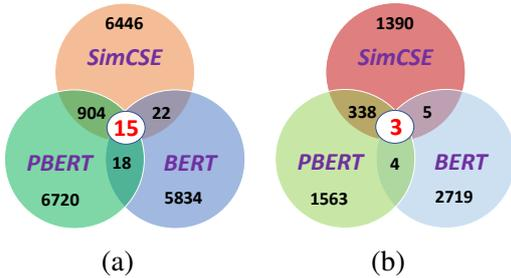 6446
SimCSE
904
22
15
PBERT
18
BERT
6720
5834
(a)
1390
SimCSE
338
5
3
PBERT
4
BERT
1563
2719
(b)